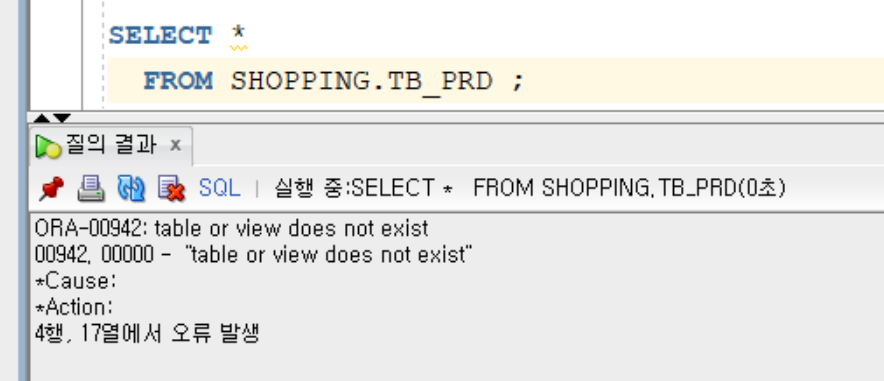 SELECT *
FROM SHOPPING.TB_PRD ;
질의 결과 x
SQL | 실행 중:SELECT * FROM SHOPPING.TB_PRD(0초)
ORA-00942: table or view does not exist
00942. 00000 - "table or view does not exist"
*Cause:
*Action:
4행, 17열에서 오류 발생